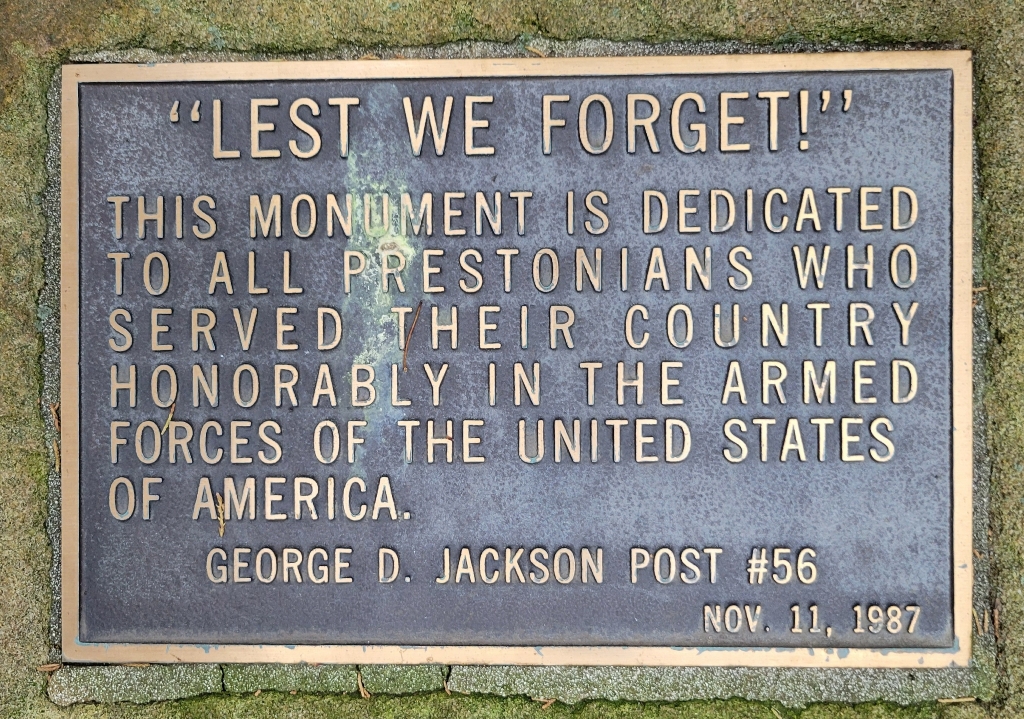 “LEST WE FORGET!”
THIS MONUMENT IS DEDICATED
TO ALL PRESTONIANS WHO
SERVED THEIR COUNTRY
HONORABLY IN THE ARMED
FORCES OF THE UNITED STATES
OF AMERICA.
GEORGE D. JACKSON POST #56
NOV. 11, 1987